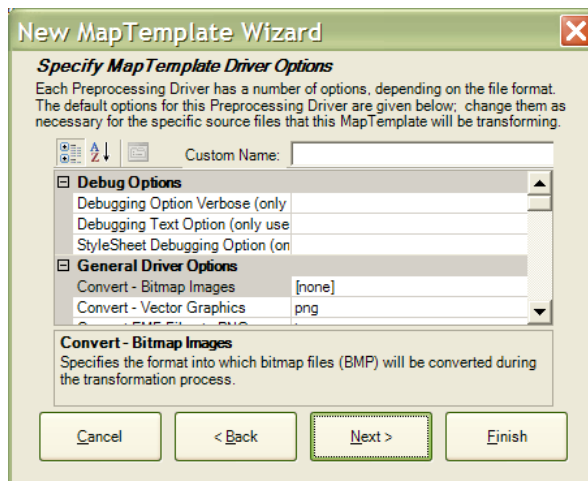 New MapTemplate Wizard
Specify MapTemplate Driver Options
Each Preprocessing Driver has a number of options, depending on the file format.
The default options for this Preprocessing Driver are given below; change them as
necessary for the specific source files that this MapTemplate will be transforming.
Custom Name:
Debug Options
Debugging Option Verbose (only
Debugging Text Option (only use
StyleSheet Debugging Option (on
General Driver Options
Convert - Bitmap Images [none]
Convert - Vector Graphics png
Convert - Bitmap Images
Specifies the format into which bitmap files (BMP) will be converted during
the transformation process.
Cancel < Back Next > Finish